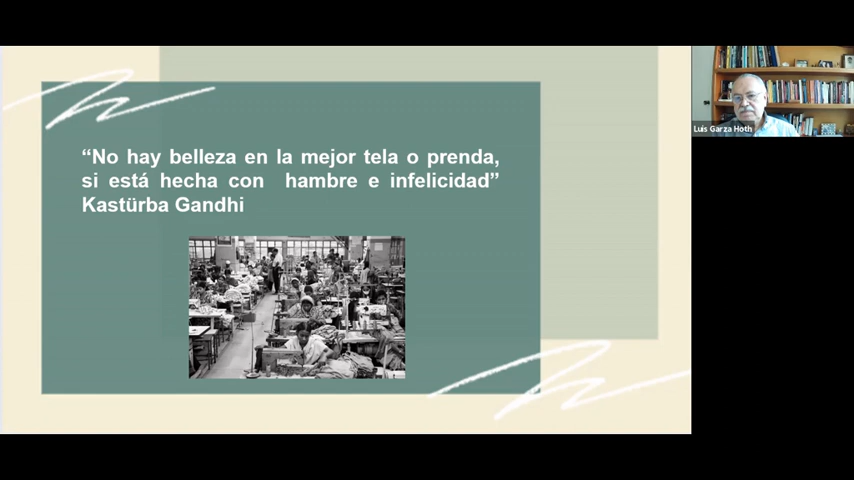 “No hay belleza en la mejor tela o prenda,
si está hecha con hambre e infelicidad”
Kastürba Gandhi
Luis Garza Hoth